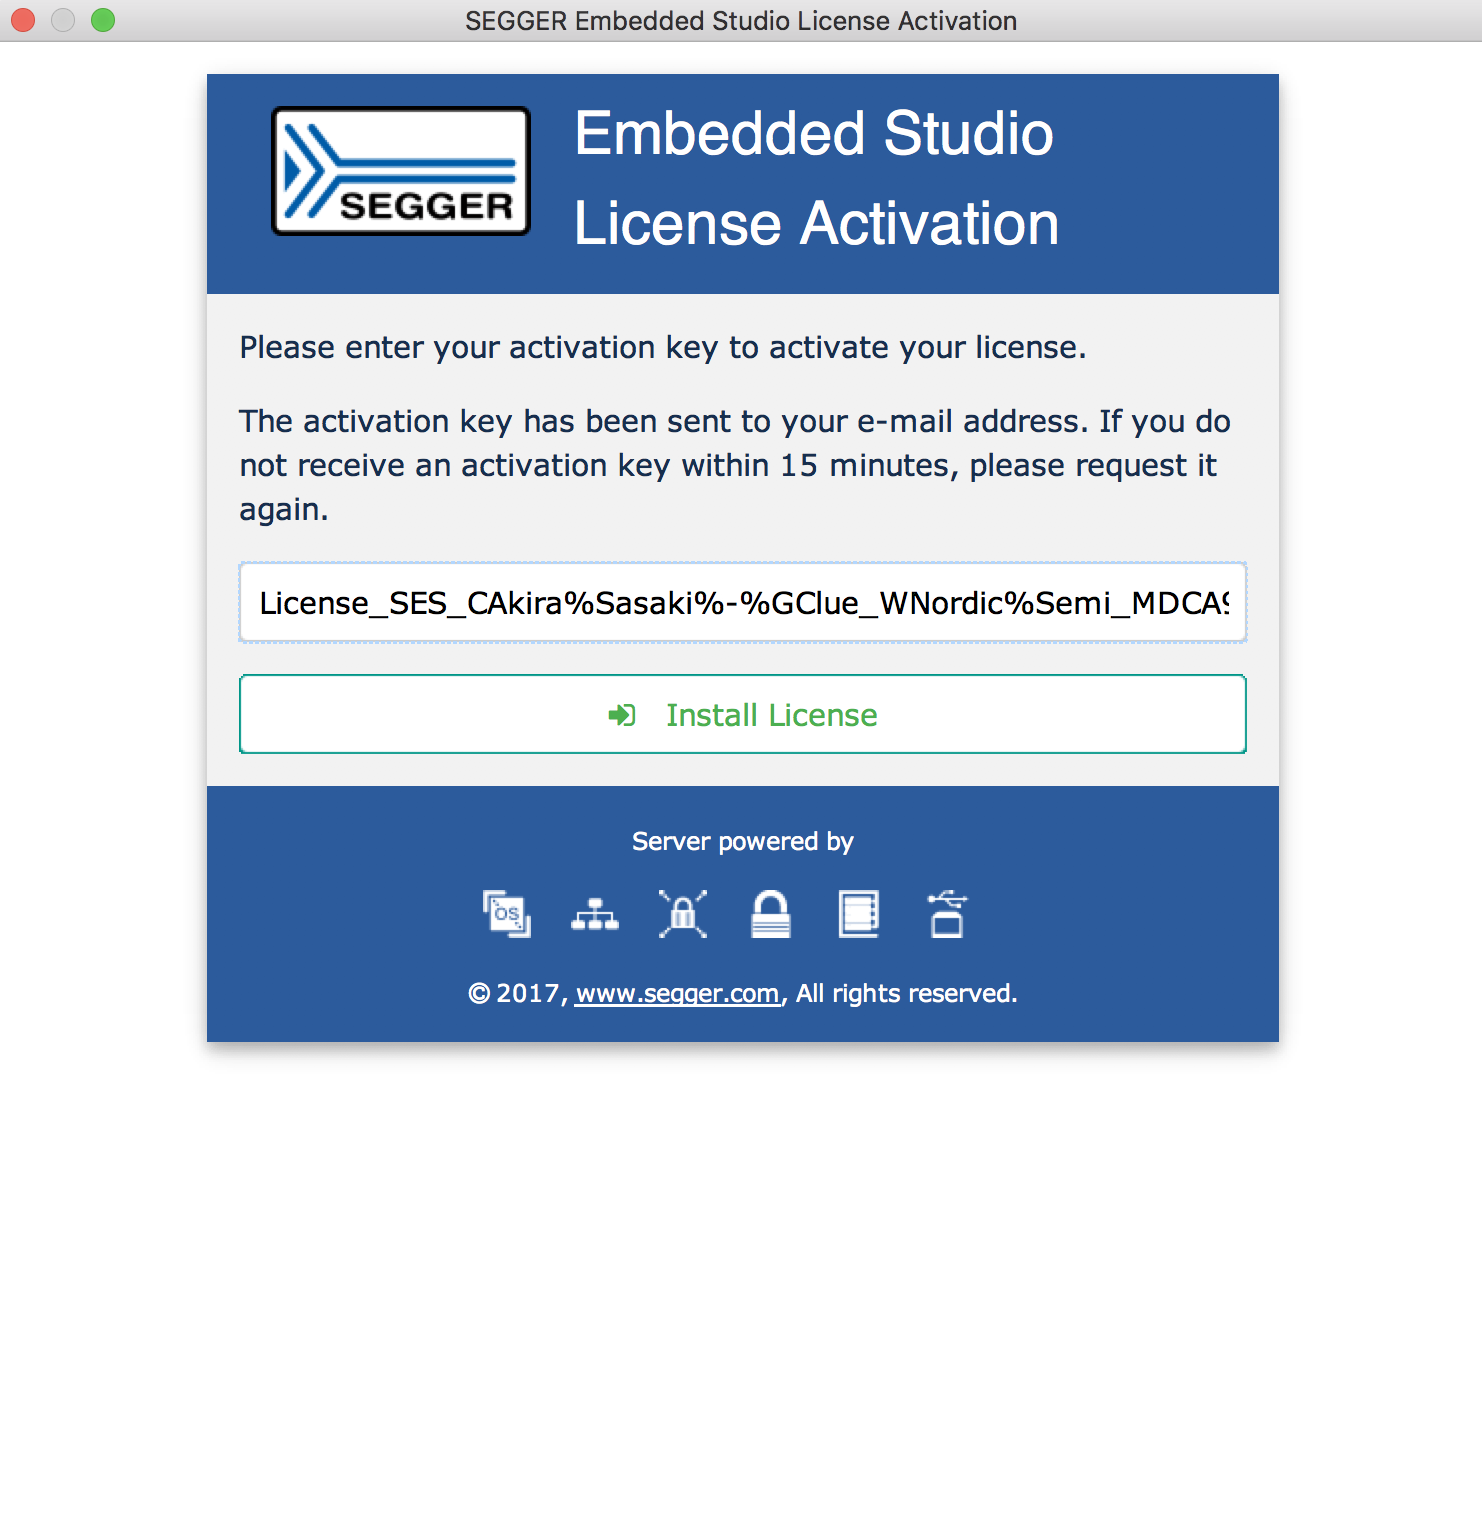 SEGGER Embedded Studio License Activation
SEGGER
Embedded Studio
License Activation
Please enter your activation key to activate your license.
The activation key has been sent to your e-mail address. If you do
not receive an activation key within 15 minutes, please request it
again.
License_SES_CAkira%Sasaki%-%GClue_WNordic%Semi_MDCA9
Install License
Server powered by
OS
© 2017, www.segger.com, All rights reserved.